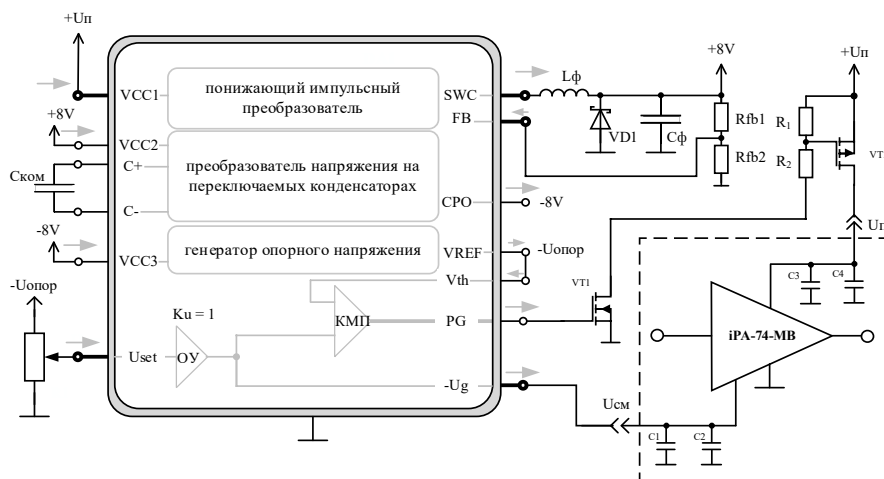 +Uп
VCC1
понижающий импульсный
преобразователь
SWC
Lф
+8V
+Uп
+8V
VCC2
FB
VD1
Cф
Rfb1
Rfb2
R1
R2
C+
Cком
C-
преобразователь напряжения на
переключаемых конденсаторах
CPO
-8V
-8V
VCC3
генератор опорного напряжения
VREF
-Uопор
Vth
VT1
-Uопор
Ku = 1
КМП
PG
Uset
ОУ
-Ug
Uсм
C1
C2
C3
C4
iPA-74-MB